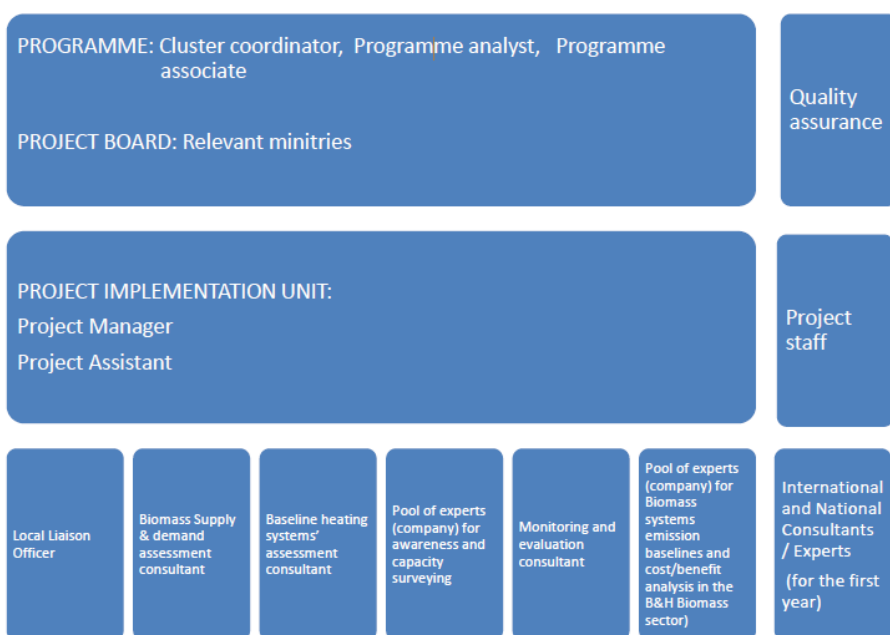 PROGRAMME: Cluster coordinator, Programme analyst, Programme
associate
PROJECT BOARD: Relevant minitries
Quality
assurance
PROJECT IMPLEMENTATION UNIT:
Project Manager
Project Assistant
Project
staff
Local Liaison
Officer
Biomass Supply
& demand
assessment
consultant
Baseline heating
systems’
assessment
consultant
Pool of experts
(company) for
awareness and
capacity
surveying
Monitoring and
evaluation
consultant
Pool of experts
(company) for
Biomass
systems
emission
baselines and
cost/benefit
analysis in the
B&H Biomass
sector)
International
and National
Consultants
/ Experts
(for the first
year)